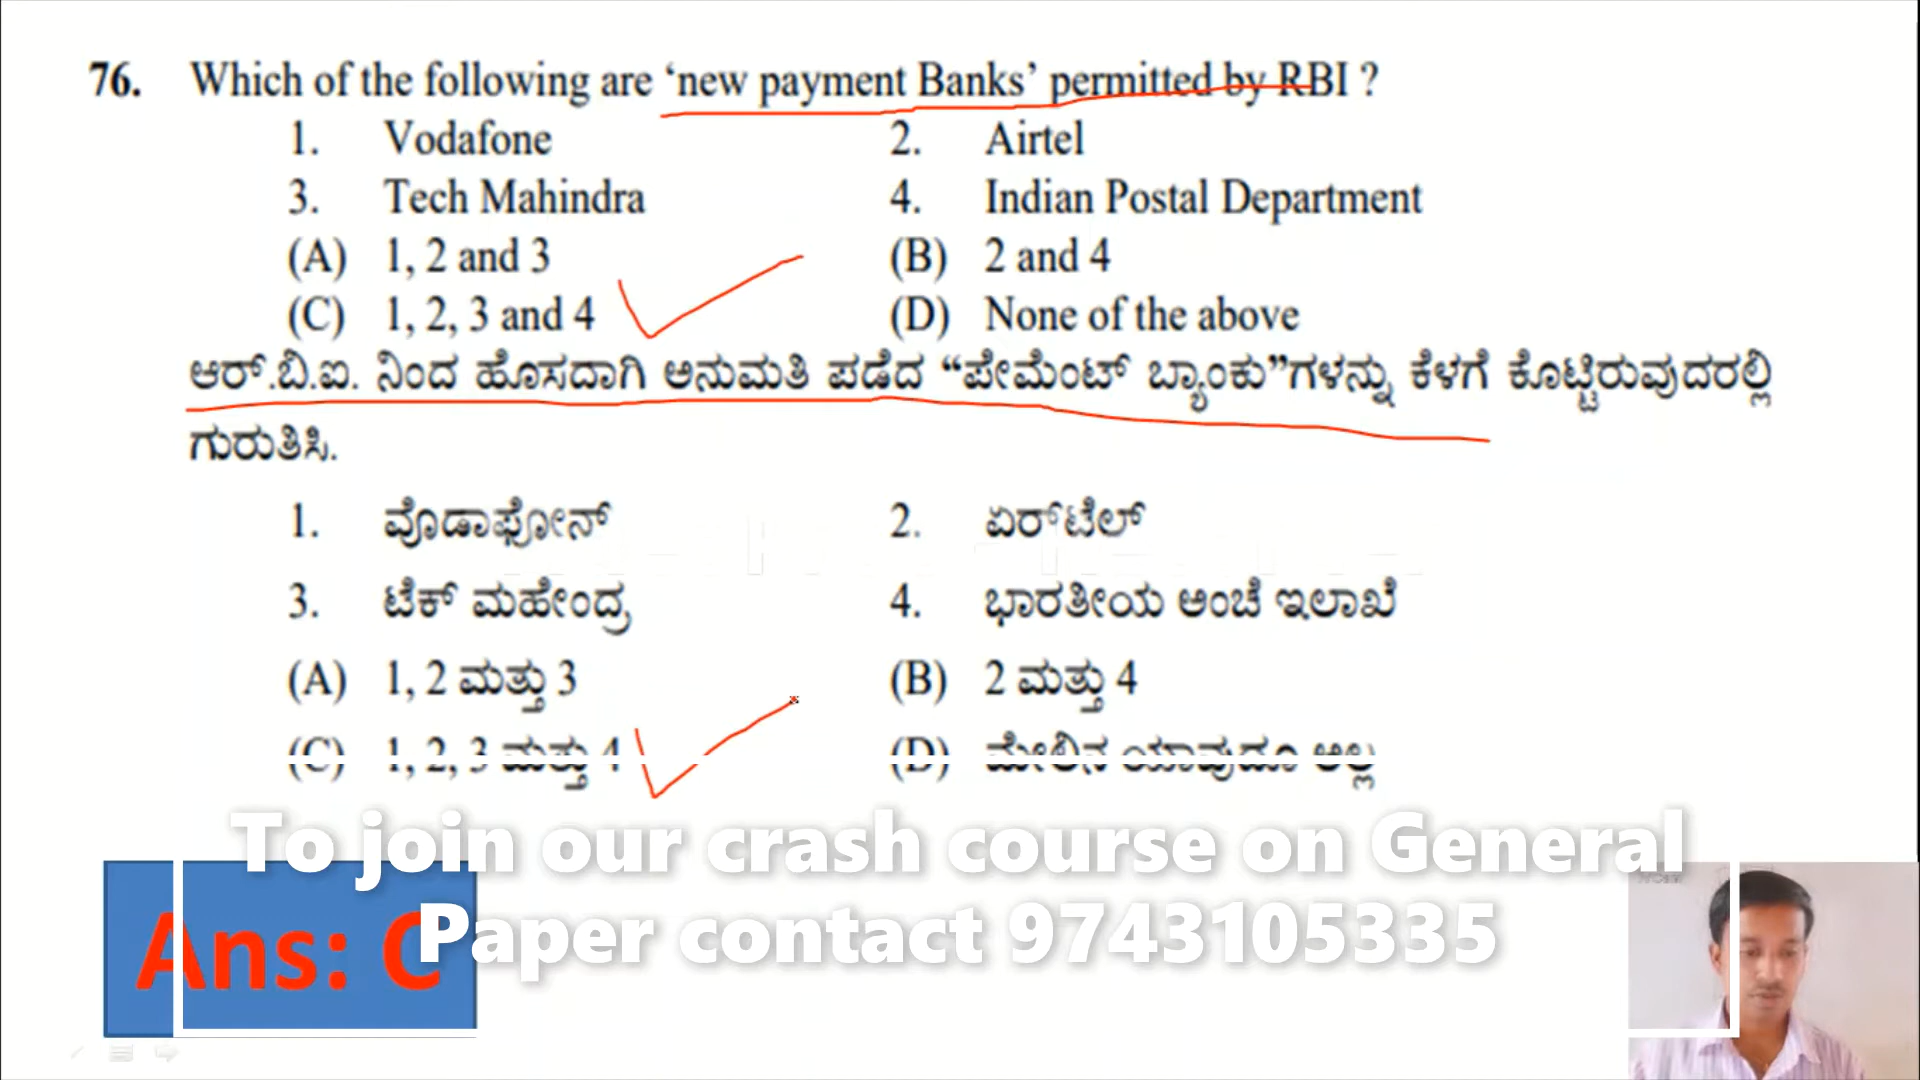 76. Which of the following are ‘new payment Banks’ permitted by RBI ?
1. Vodafone 2. Airtel
3. Tech Mahindra 4. Indian Postal Department
(A) 1, 2 and 3 (B) 2 and 4
(C) 1, 2, 3 and 4 (D) None of the above
ಆರ್.ಬಿ.ಐ. ನಿಂದ ಹೊಸದಾಗಿ ಅನುಮತಿ ಪಡೆದ “ಪೇಮೆಂಟ್ ಬ್ಯಾಂಕು”ಗಳನ್ನು ಕೆಳಗೆ ಕೊಟ್ಟಿರುವುದರಲ್ಲಿ
ಗುರುತಿಸಿ.
1. ವೊಡಾಫೋನ್ 2. ಏರ್‌ಟೆಲ್
3. ಟೆಕ್ ಮಹೇಂದ್ರ 4. ಭಾರತೀಯ ಅಂಚೆ ಇಲಾಖೆ
(A) 1, 2 ಮತ್ತು 3 (B) 2 ಮತ್ತು 4
(C) 1, 2, 3 ಮತ್ತು 4 (D) ಮೇಲಿನ ಯಾವುದೂ ಅಲ್ಲ
To join our crash course on General
Paper contact 9743105335
Ans: C